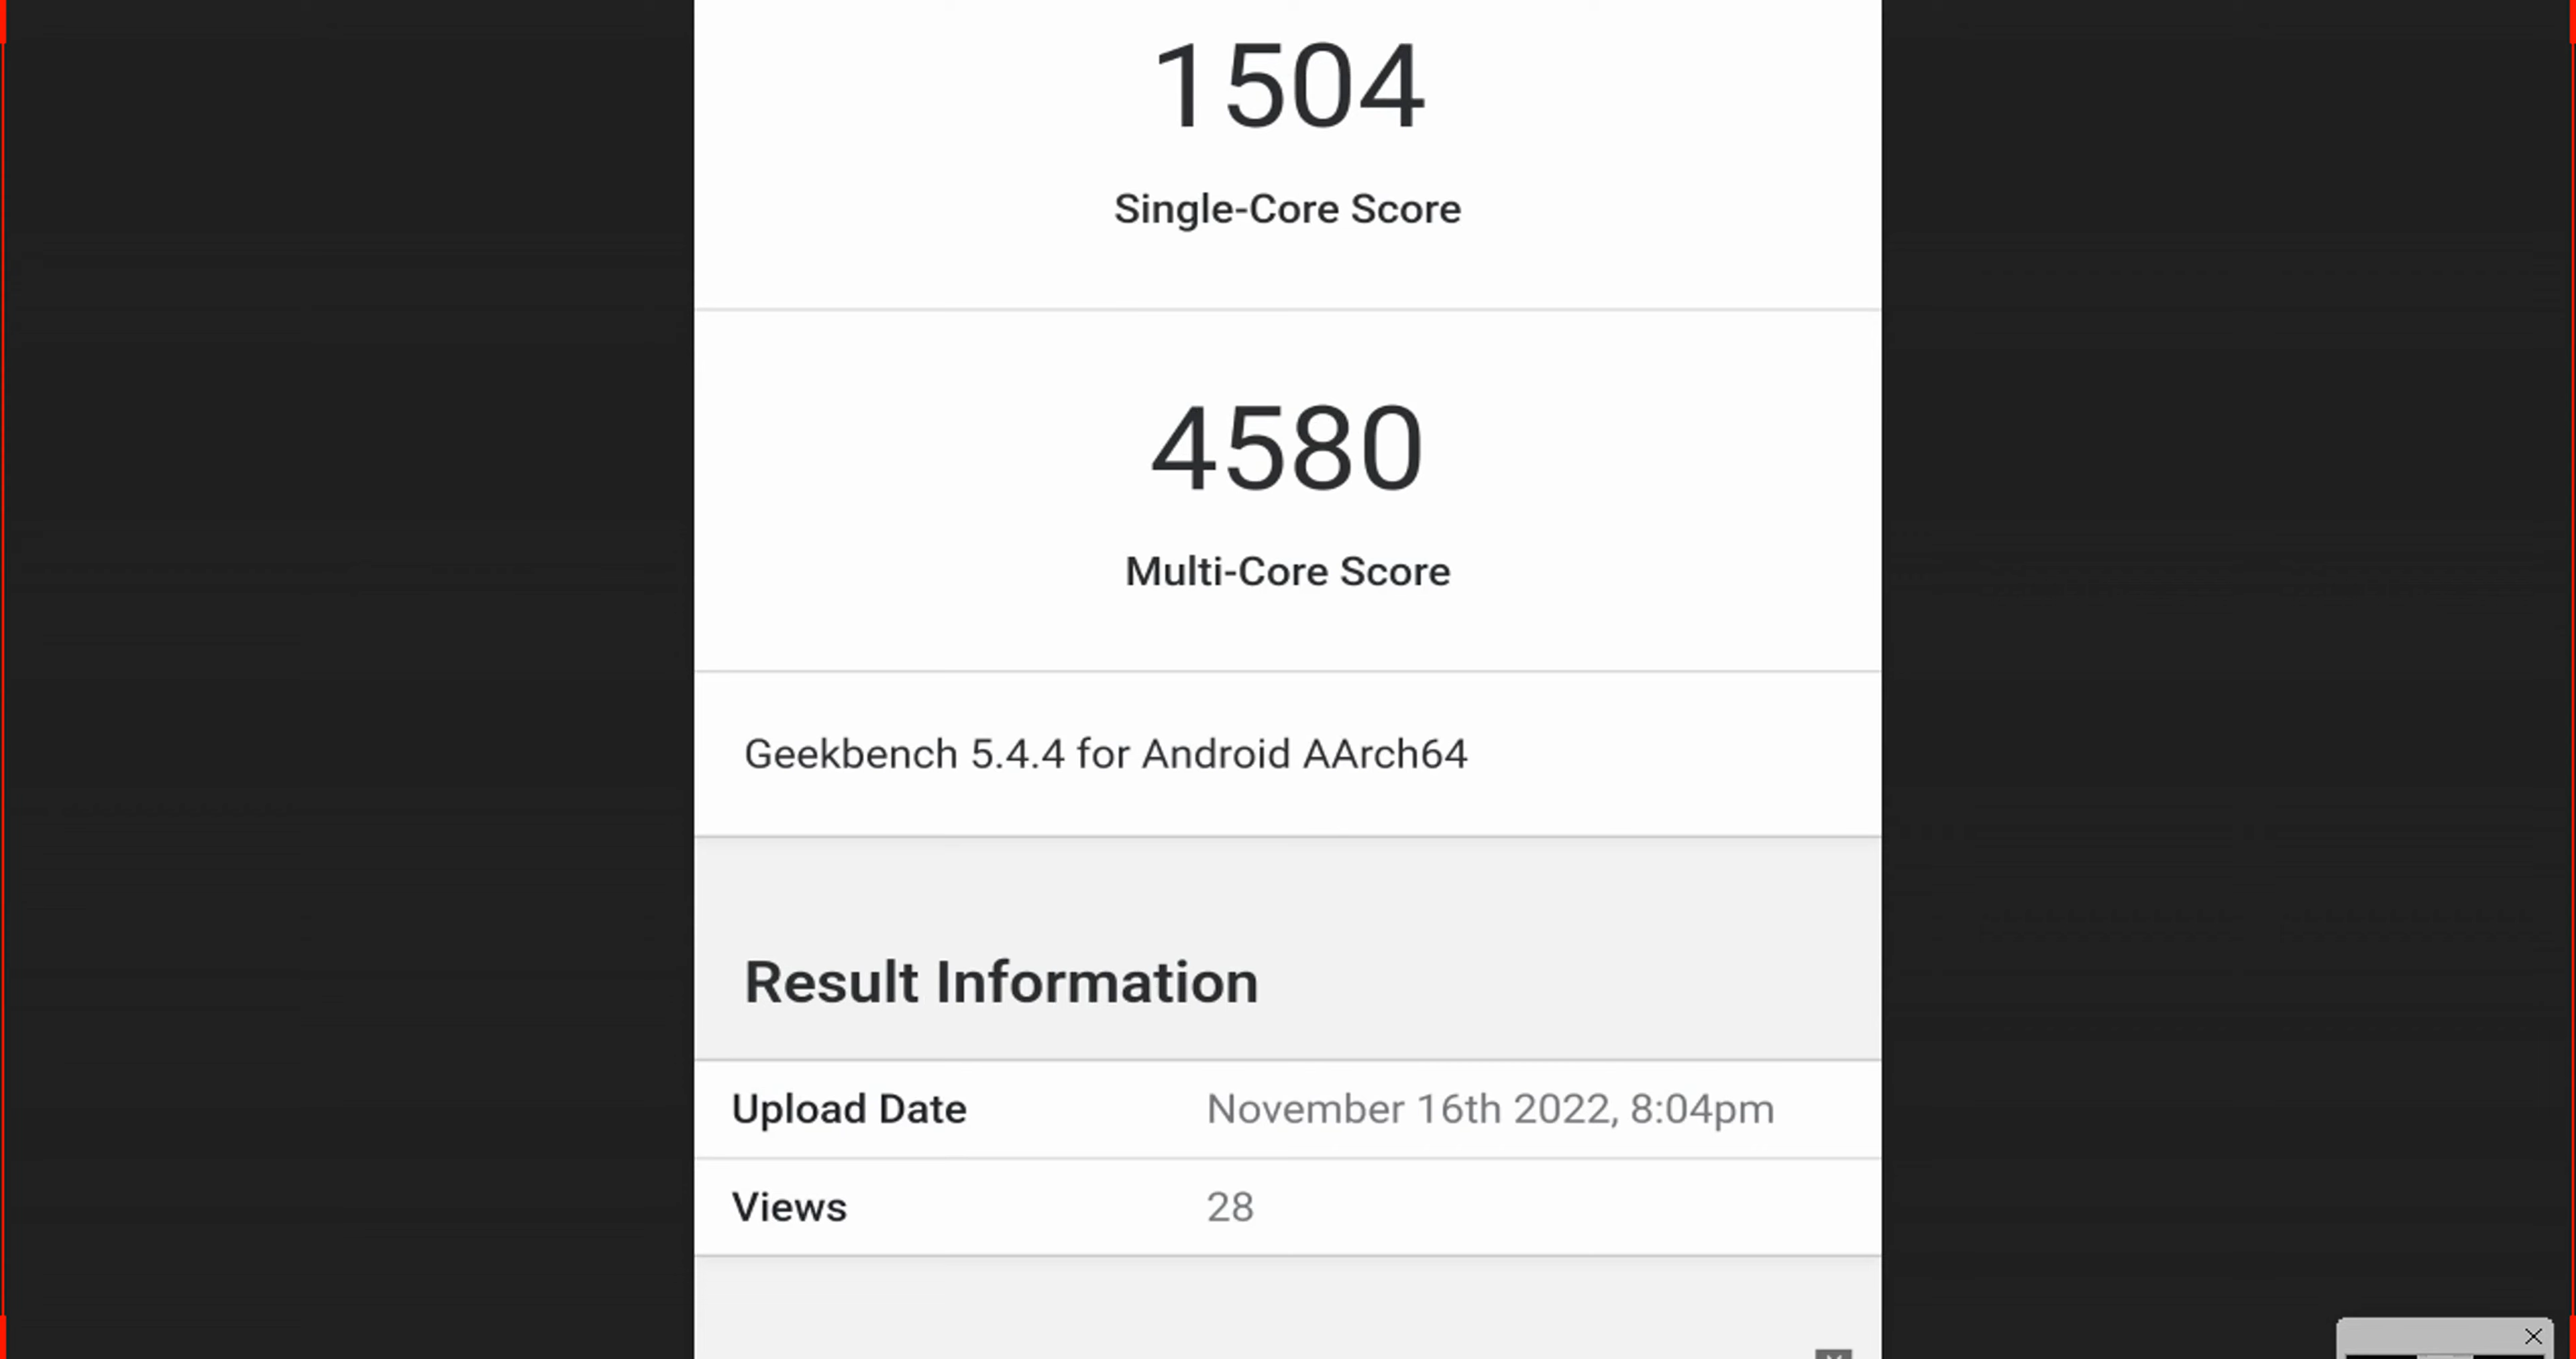 1504
Single-Core Score
4580
Multi-Core Score
Geekbench 5.4.4 for Android AArch64
Result Information
Upload Date November 16th 2022, 8:04pm
Views 28